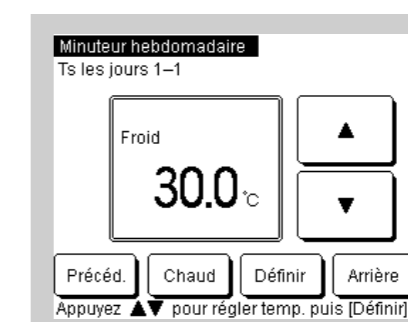 Minuteur hebdomadaire
Ts les jours 1–1
Froid
▲
30.0 °C
▼
Précéd. Chaud Définir Arrière
Appuyez ▲▼ pour régler temp. puis [Définir]